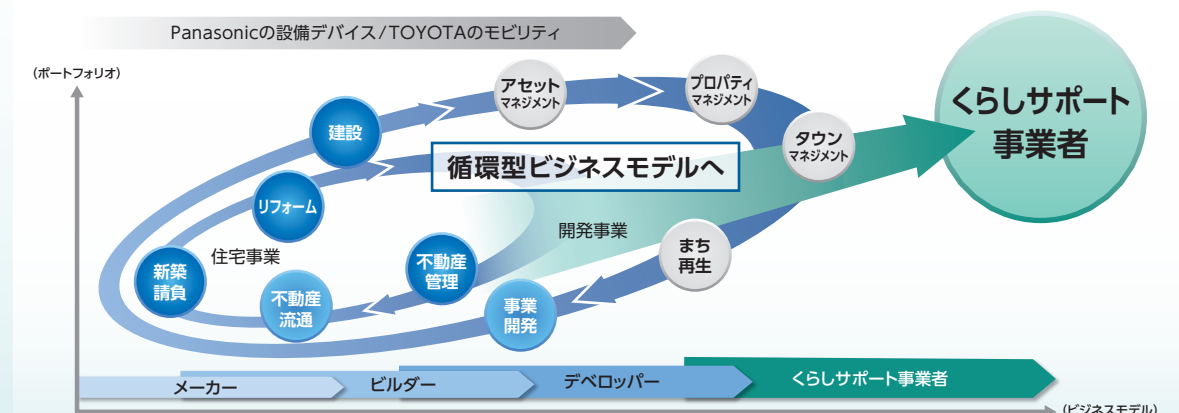 Panasonicの設備デバイス/TOYOTAのモビリティ
(ポートフォリオ)
アセット
マネジメント
プロパティ
マネジメント
くらしサポート
事業者
建設
タウン
マネジメント
循環型ビジネスモデルへ
リフォーム
開発事業
まち
再生
住宅事業
不動産
管理
新築
請負
不動産
流通
事業
開発
メーカー
ビルダー
デベロッパー
くらしサポート事業者
(ビジネスモデル)